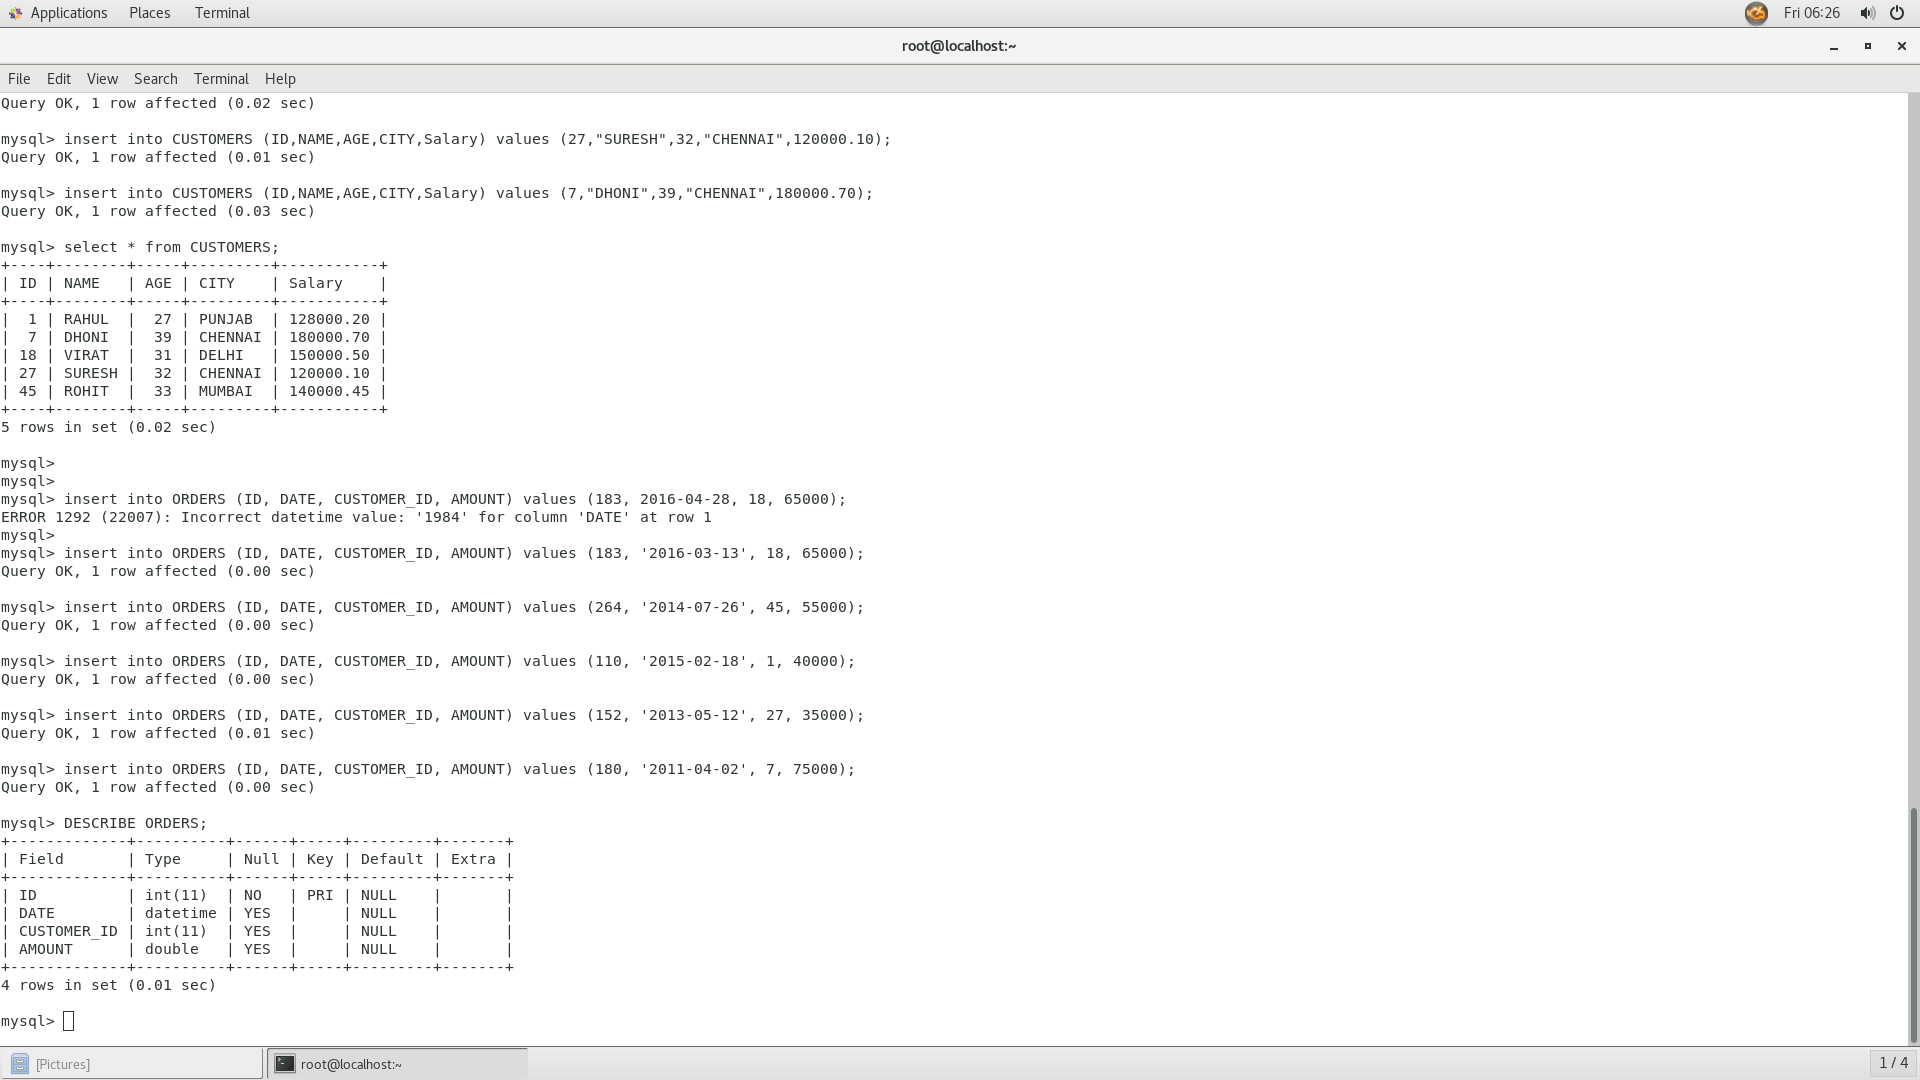 Applications Places Terminal Fri 06:26
root@localhost:~
File Edit View Search Terminal Help
Query OK, 1 row affected (0.02 sec)
mysql> insert into CUSTOMERS (ID,NAME,AGE,CITY,Salary) values (27,"SURESH",32,"CHENNAI",120000.10);
Query OK, 1 row affected (0.01 sec)
mysql> insert into CUSTOMERS (ID,NAME,AGE,CITY,Salary) values (7,"DHONI",39,"CHENNAI",180000.70);
Query OK, 1 row affected (0.03 sec)
mysql> select * from CUSTOMERS;
+----+--------+-----+---------+-----------+
| ID | NAME   | AGE | CITY    | Salary    |
+----+--------+-----+---------+-----------+
|  1 | RAHUL  |  27 | PUNJAB  | 128000.20 |
|  7 | DHONI  |  39 | CHENNAI | 180000.70 |
| 18 | VIRAT  |  31 | DELHI   | 150000.50 |
| 27 | SURESH |  32 | CHENNAI | 120000.10 |
| 45 | ROHIT  |  33 | MUMBAI  | 140000.45 |
+----+--------+-----+---------+-----------+
5 rows in set (0.02 sec)
mysql>
mysql>
mysql> insert into ORDERS (ID, DATE, CUSTOMER_ID, AMOUNT) values (183, 2016-04-28, 18, 65000);
ERROR 1292 (22007): Incorrect datetime value: '1984' for column 'DATE' at row 1
mysql>
mysql> insert into ORDERS (ID, DATE, CUSTOMER_ID, AMOUNT) values (183, '2016-03-13', 18, 65000);
Query OK, 1 row affected (0.00 sec)
mysql> insert into ORDERS (ID, DATE, CUSTOMER_ID, AMOUNT) values (264, '2014-07-26', 45, 55000);
Query OK, 1 row affected (0.00 sec)
mysql> insert into ORDERS (ID, DATE, CUSTOMER_ID, AMOUNT) values (110, '2015-02-18', 1, 40000);
Query OK, 1 row affected (0.00 sec)
mysql> insert into ORDERS (ID, DATE, CUSTOMER_ID, AMOUNT) values (152, '2013-05-12', 27, 35000);
Query OK, 1 row affected (0.01 sec)
mysql> insert into ORDERS (ID, DATE, CUSTOMER_ID, AMOUNT) values (180, '2011-04-02', 7, 75000);
Query OK, 1 row affected (0.00 sec)
mysql> DESCRIBE ORDERS;
+-------------+----------+------+-----+---------+-------+
| Field       | Type     | Null | Key | Default | Extra |
+-------------+----------+------+-----+---------+-------+
| ID          | int(11)  | NO   | PRI | NULL    |       |
| DATE        | datetime | YES  |     | NULL    |       |
| CUSTOMER_ID | int(11)  | YES  |     | NULL    |       |
| AMOUNT      | double   | YES  |     | NULL    |       |
+-------------+----------+------+-----+---------+-------+
4 rows in set (0.01 sec)
mysql>
[Pictures] root@localhost:~ 1 / 4